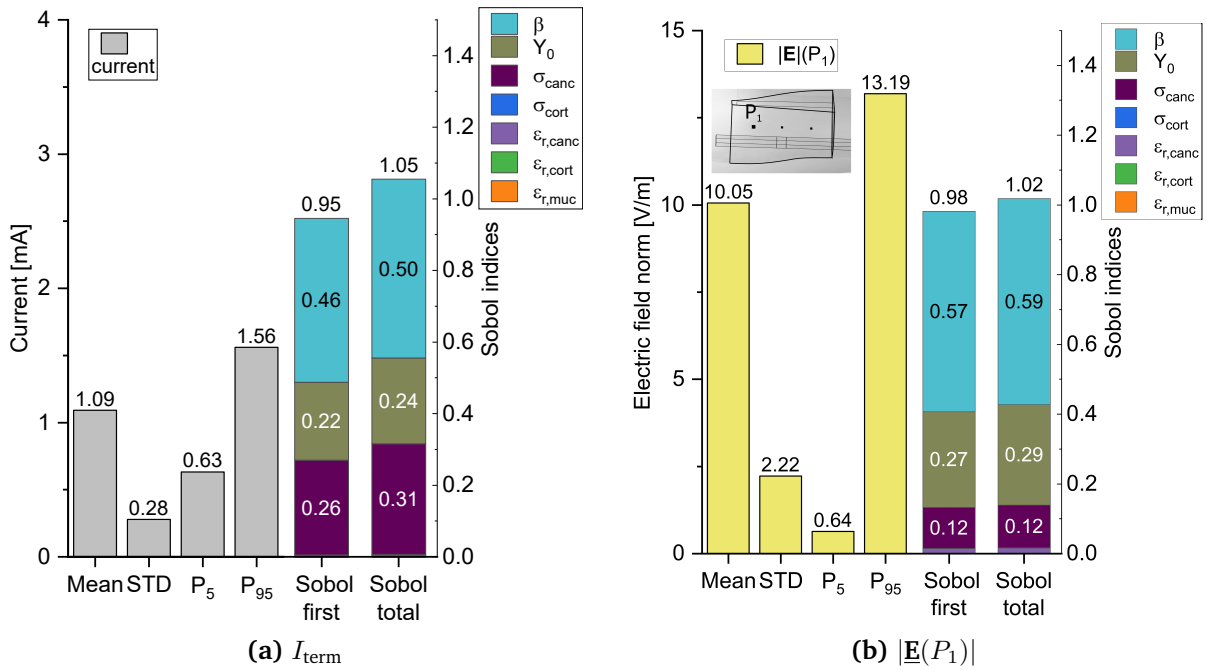 4
3
2
1
0
Current [mA]
current
1.09
0.28
0.63
1.56
0.95
0.46
0.22
0.26
1.05
0.50
0.24
0.31
Mean
STD
P₅
P₉₅
Sobol
first
Sobol
total
1.4
1.2
1.0
0.8
0.6
0.4
0.2
0.0
Sobol indices
β
Y₀
σcanc
σcort
εr,canc
εr,cort
εr,muc
(a) Iterm
15
10
5
0
Electric field norm [V/m]
|E|(P₁)
P₁
10.05
2.22
0.64
13.19
0.98
0.57
0.27
0.12
1.02
0.59
0.29
0.12
Mean
STD
P₅
P₉₅
Sobol
first
Sobol
total
1.4
1.2
1.0
0.8
0.6
0.4
0.2
0.0
Sobol indices
β
Y₀
σcanc
σcort
εr,canc
εr,cort
εr,muc
(b) |E(P₁)|